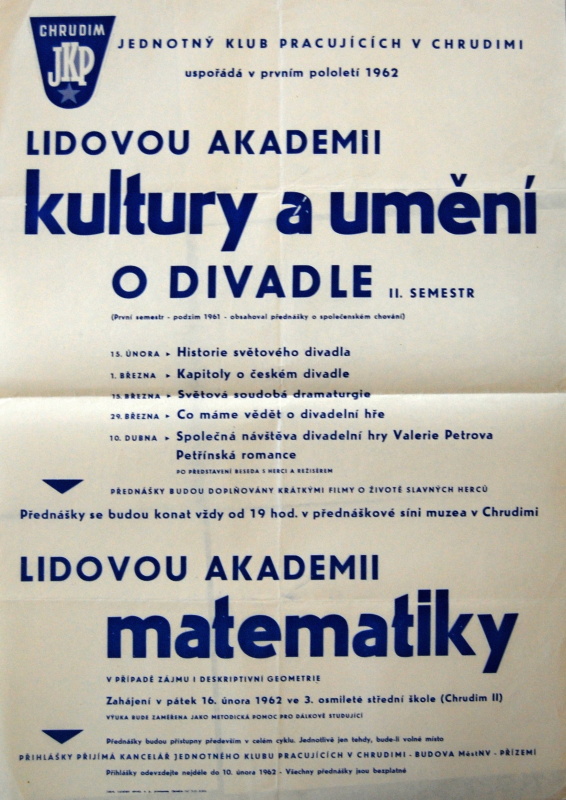 CHRUDIM
JKP
JEDNOTNÝ KLUB PRACUJÍCÍCH V CHRUDIMI
uspořádá v prvním pololetí 1962
LIDOVOU AKADEMII
kultury a umění
O DIVADLE II. SEMESTR
(První semestr - podzim 1961 - obsahoval přednášky o společenském chování)
15. ÚNORA ► Historie světového divadla
1. BŘEZNA ► Kapitoly o českém divadle
15. BŘEZNA ► Světová soudobá dramaturgie
29. BŘEZNA ► Co máme vědět o divadelní hře
10. DUBNA ► Společná návštěva divadelní hry Valerie Petrova
Petřínská romance
PO PŘEDSTAVENÍ BESEDA S HERCI A REŽISÉREM
PŘEDNÁŠKY BUDOU DOPLŇOVÁNY KRÁTKÝMI FILMY O ŽIVOTĚ SLAVNÝCH HERCŮ
Přednášky se budou konat vždy od 19 hod. v přednáškové síni muzea v Chrudimi
LIDOVOU AKADEMII
matematiky
V PŘÍPADĚ ZÁJMU I DESKRIPTIVNÍ GEOMETRIE
Zahájení v pátek 16. února 1962 ve 3. osmileté střední škole (Chrudim II)
VÝUKA BUDE ZAMĚŘENA JAKO METODICKÁ POMOC PRO DÁLKOVĚ STUDUJÍCÍ
Přednášky budou přístupny především v celém cyklu. Jednotlivě jen tehdy, bude-li volné místo
PŘIHLÁŠKY PŘIJÍMÁ KANCELÁŘ JEDNOTNÉHO KLUBU PRACUJÍCÍCH V CHRUDIMI - BUDOVA MěstNV - PŘÍZEMÍ
Přihlášky odevzdejte nejdéle do 10. února 1962 - Všechny přednášky jsou bezplatné